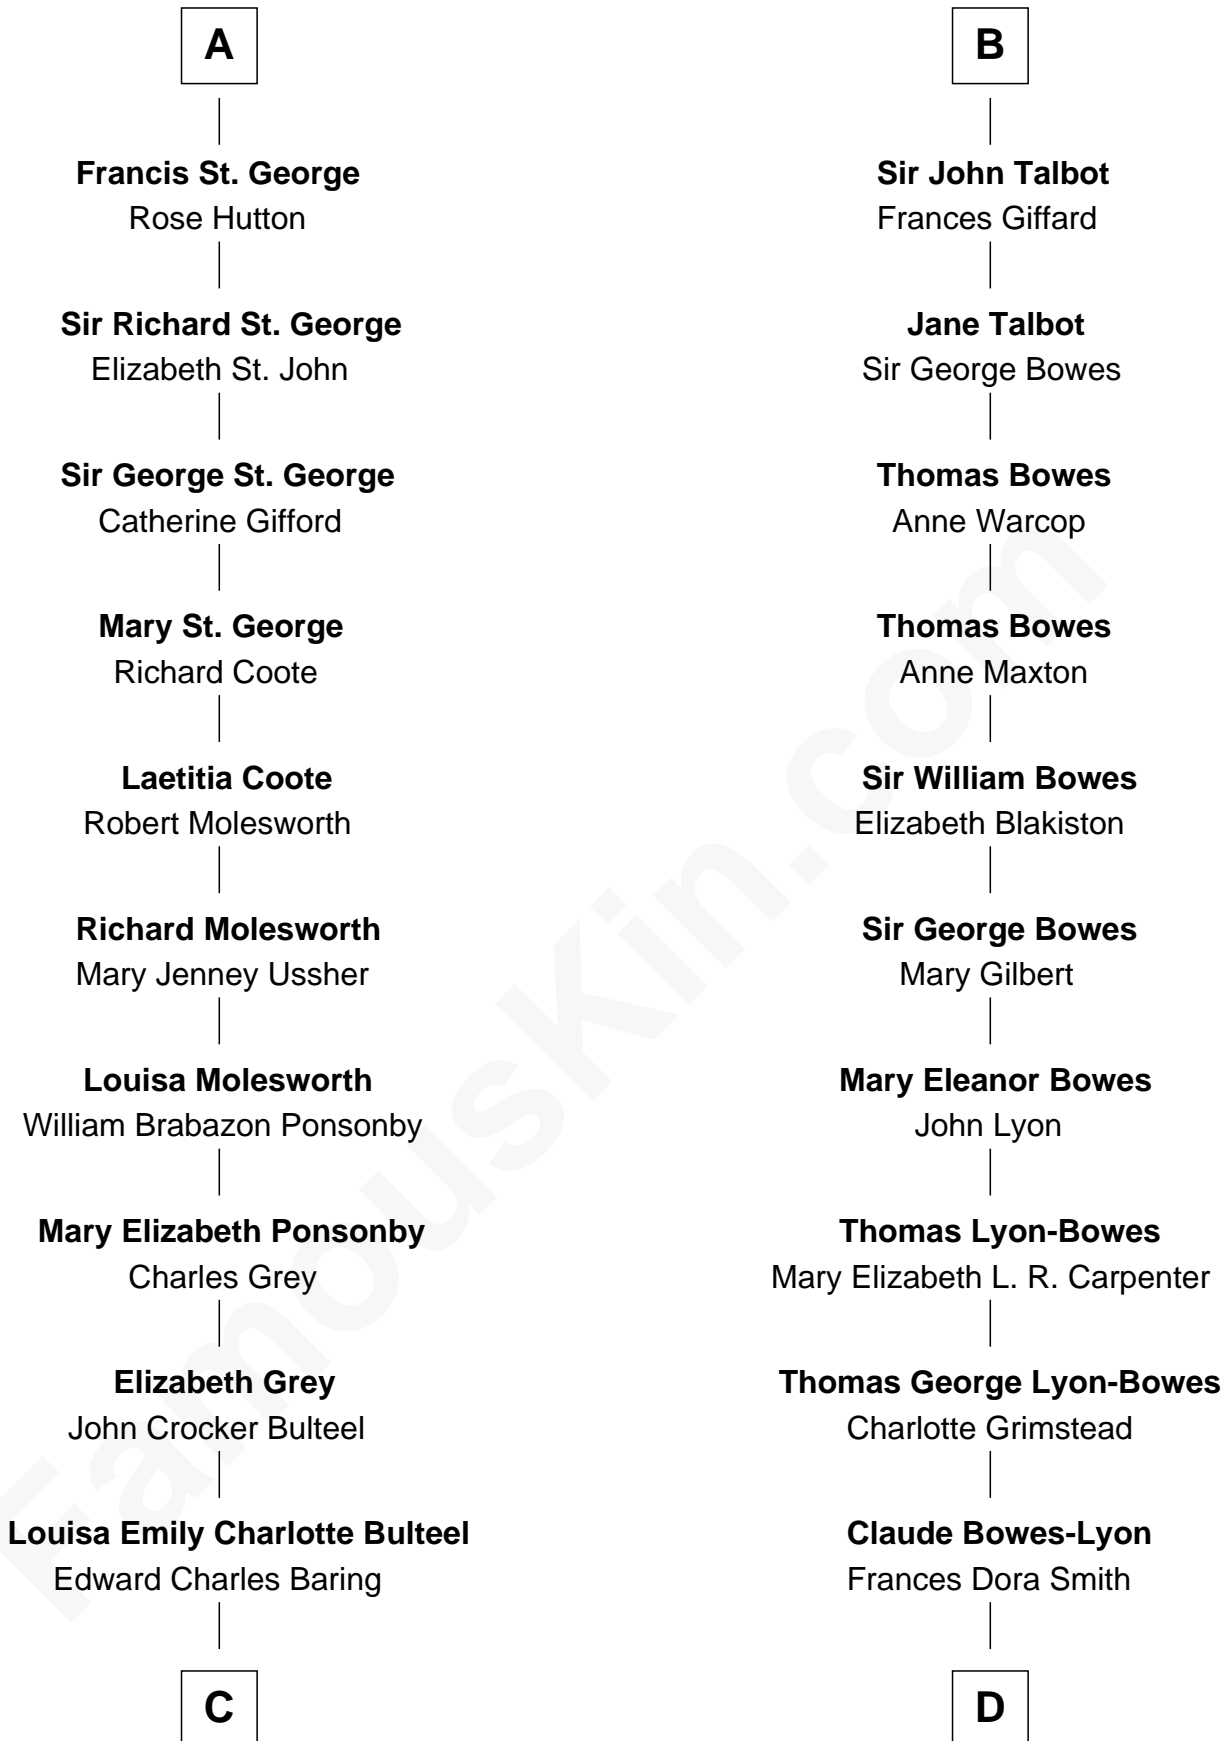 A
Francis St. George
Rose Hutton
Sir Richard St. George
Elizabeth St. John
Sir George St. George
Catherine Gifford
Mary St. George
Richard Coote
Laetitia Coote
Robert Molesworth
Richard Molesworth
Mary Jenney Ussher
Louisa Molesworth
William Brabazon Ponsonby
Mary Elizabeth Ponsonby
Charles Grey
Elizabeth Grey
John Crocker Bulteel
Louisa Emily Charlotte Bulteel
Edward Charles Baring
C
B
Sir John Talbot
Frances Giffard
Jane Talbot
Sir George Bowes
Thomas Bowes
Anne Warcop
Thomas Bowes
Anne Maxton
Sir William Bowes
Elizabeth Blakiston
Sir George Bowes
Mary Gilbert
Mary Eleanor Bowes
John Lyon
Thomas Lyon-Bowes
Mary Elizabeth L. R. Carpenter
Thomas George Lyon-Bowes
Charlotte Grimstead
Claude Bowes-Lyon
Frances Dora Smith
D
FamousKin.com